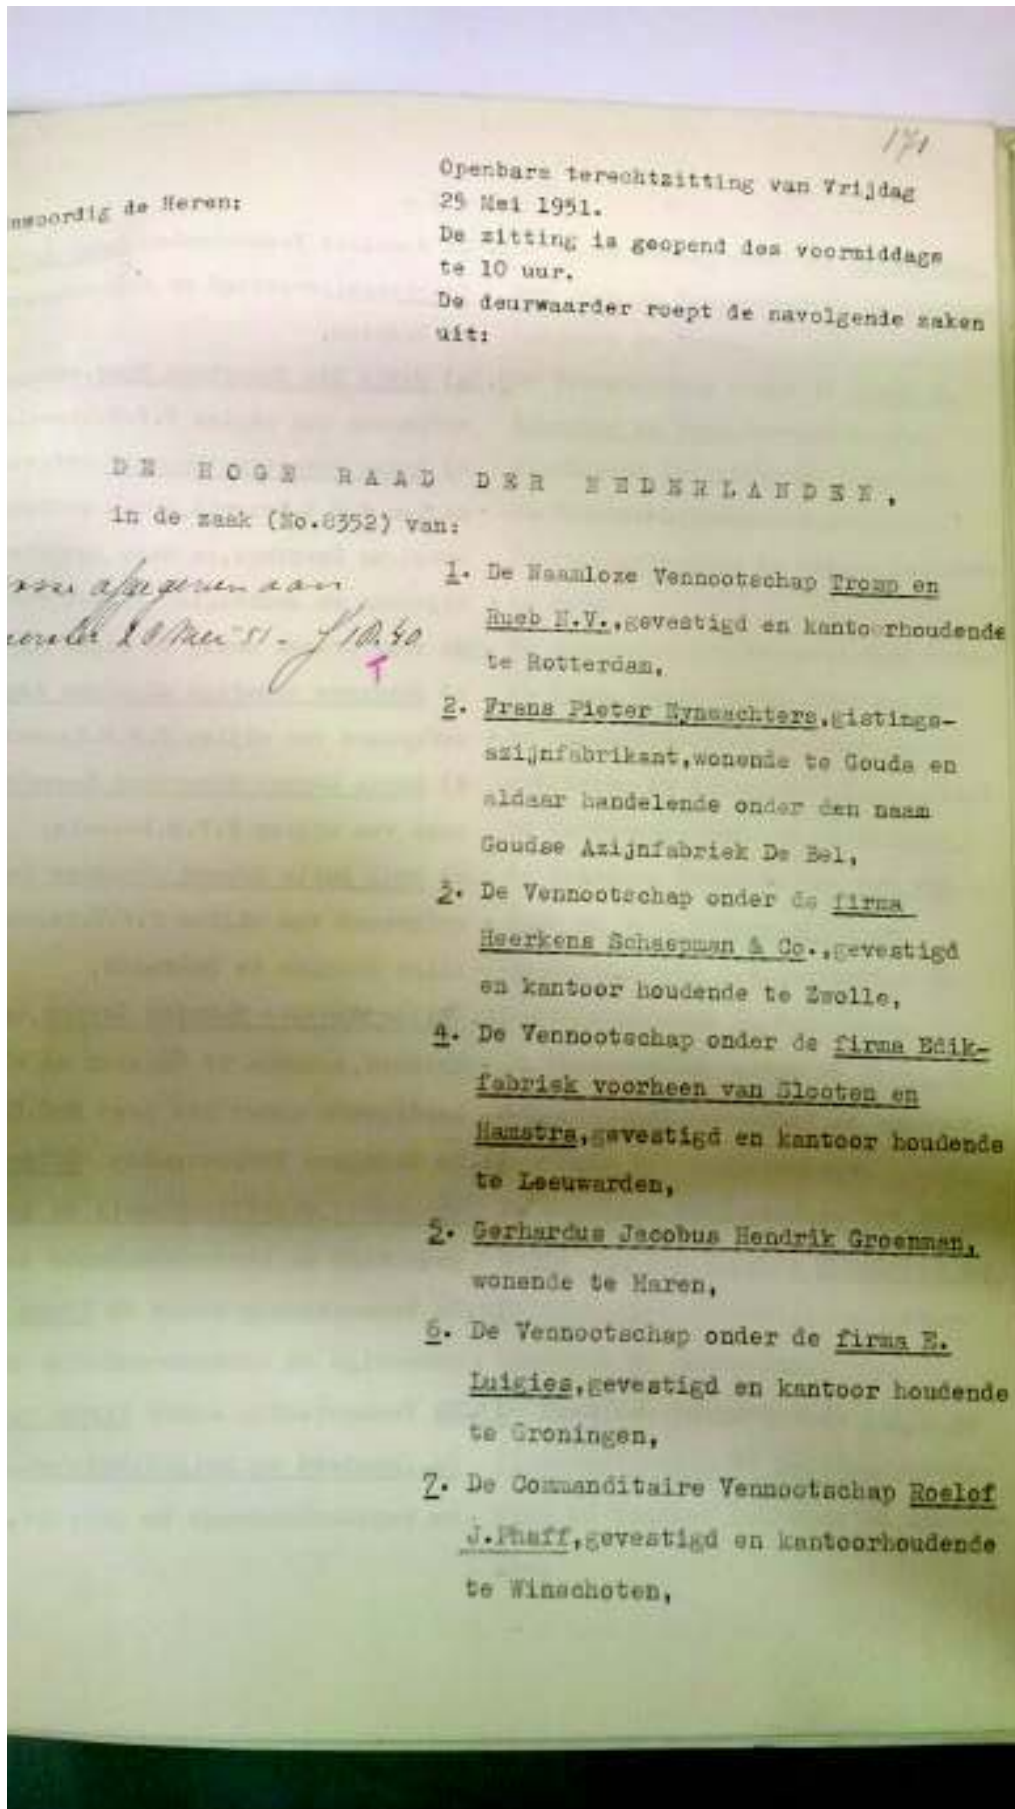 171
Openbare terechtzitting van Vrijdag
25 Mei 1951.
De zitting is geopend des voormiddags
te 10 uur.
De deurwaarder roept de navolgende zaken
uit:
nwoordig de Heren:
DE HOGE RAAD DER NEDERLANDEN,
in de zaak (No.8352) van:
afgegeven aan
1. De Naamloze Vennootschap Tromp en
Rueb N.V.,gevestigd en kantoorhoudende
te Rotterdam,
2. Frans Pieter gistings-
azijnfabrikant,wonende te Gouda en
aldaar handelende onder den naam
Goudse Azijnfabriek De Bel,
3. De Vennootschap onder de firma
Heerkens Schaepman & Co.,gevestigd
en kantoor houdende te Zwolle,
4. De Vennootschap onder de firma Edik-
fabriek voorheen van Slooten en
Hamstra,gevestigd en kantoor houdende
te Leeuwarden,
5. Gerhardus Jacobus Hendrik Groenman,
wonende te Haren,
6. De Vennootschap onder de firma E.
Luigies,gevestigd en kantoor houdende
te Groningen,
7. De Commanditaire Vennootschap Roelof
J.Phaff,gevestigd en kantoorhoudende
te Winschoten,